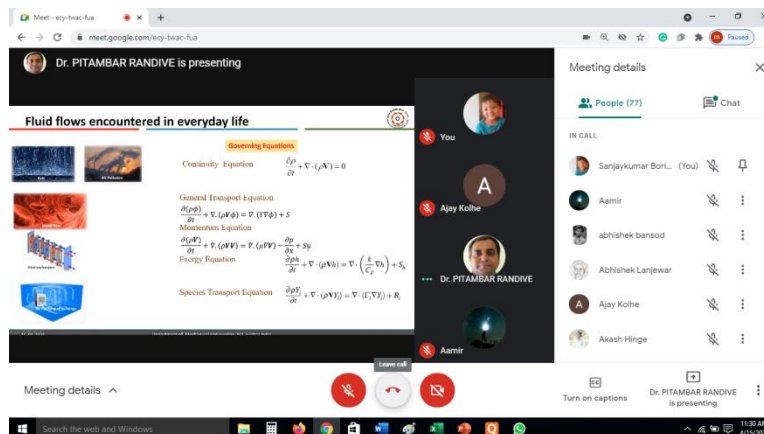 Meet - ecy-twac-fua
meet.google.com/ecy-twac-fua
Paused
Dr. PITAMBAR RANDIVE is presenting
Fluid flows encountered in everyday life
Governing Equations
Continuity Equation ∂ρ/∂t + ∇·(ρV) = 0
General Transport Equation
∂(ρϕ)/∂t + ∇.(ρVϕ) = ∇.(Γ∇ϕ) + S
Momentum Equation
∂(ρV)/∂t + ∇.(ρVV) = ∇.(μ∇V) − ∂p/∂x + Sμ
Energy Equation ∂ρh/∂t + ∇·(ρVh) = ∇·(k/Cₚ ∇h) + Sₕ
Species Transport Equation ∂ρYᵢ/∂t + ∇·(ρVYᵢ) = ∇·(Γᵢ∇Yᵢ) + Rᵢ
You
A
Ajay Kolhe
Dr. PITAMBAR RANDIVE
Aamir
Meeting details
People (77)
Chat
IN CALL
Sanjaykumar Bori... (You)
Aamir
abhishek bansod
Abhishek Lanjewar
A
Ajay Kolhe
Akash Hinge
Leave call
Meeting details
Turn on captions
Dr. PITAMBAR RANDIVE
is presenting
Search the web and Windows
11:30 AM